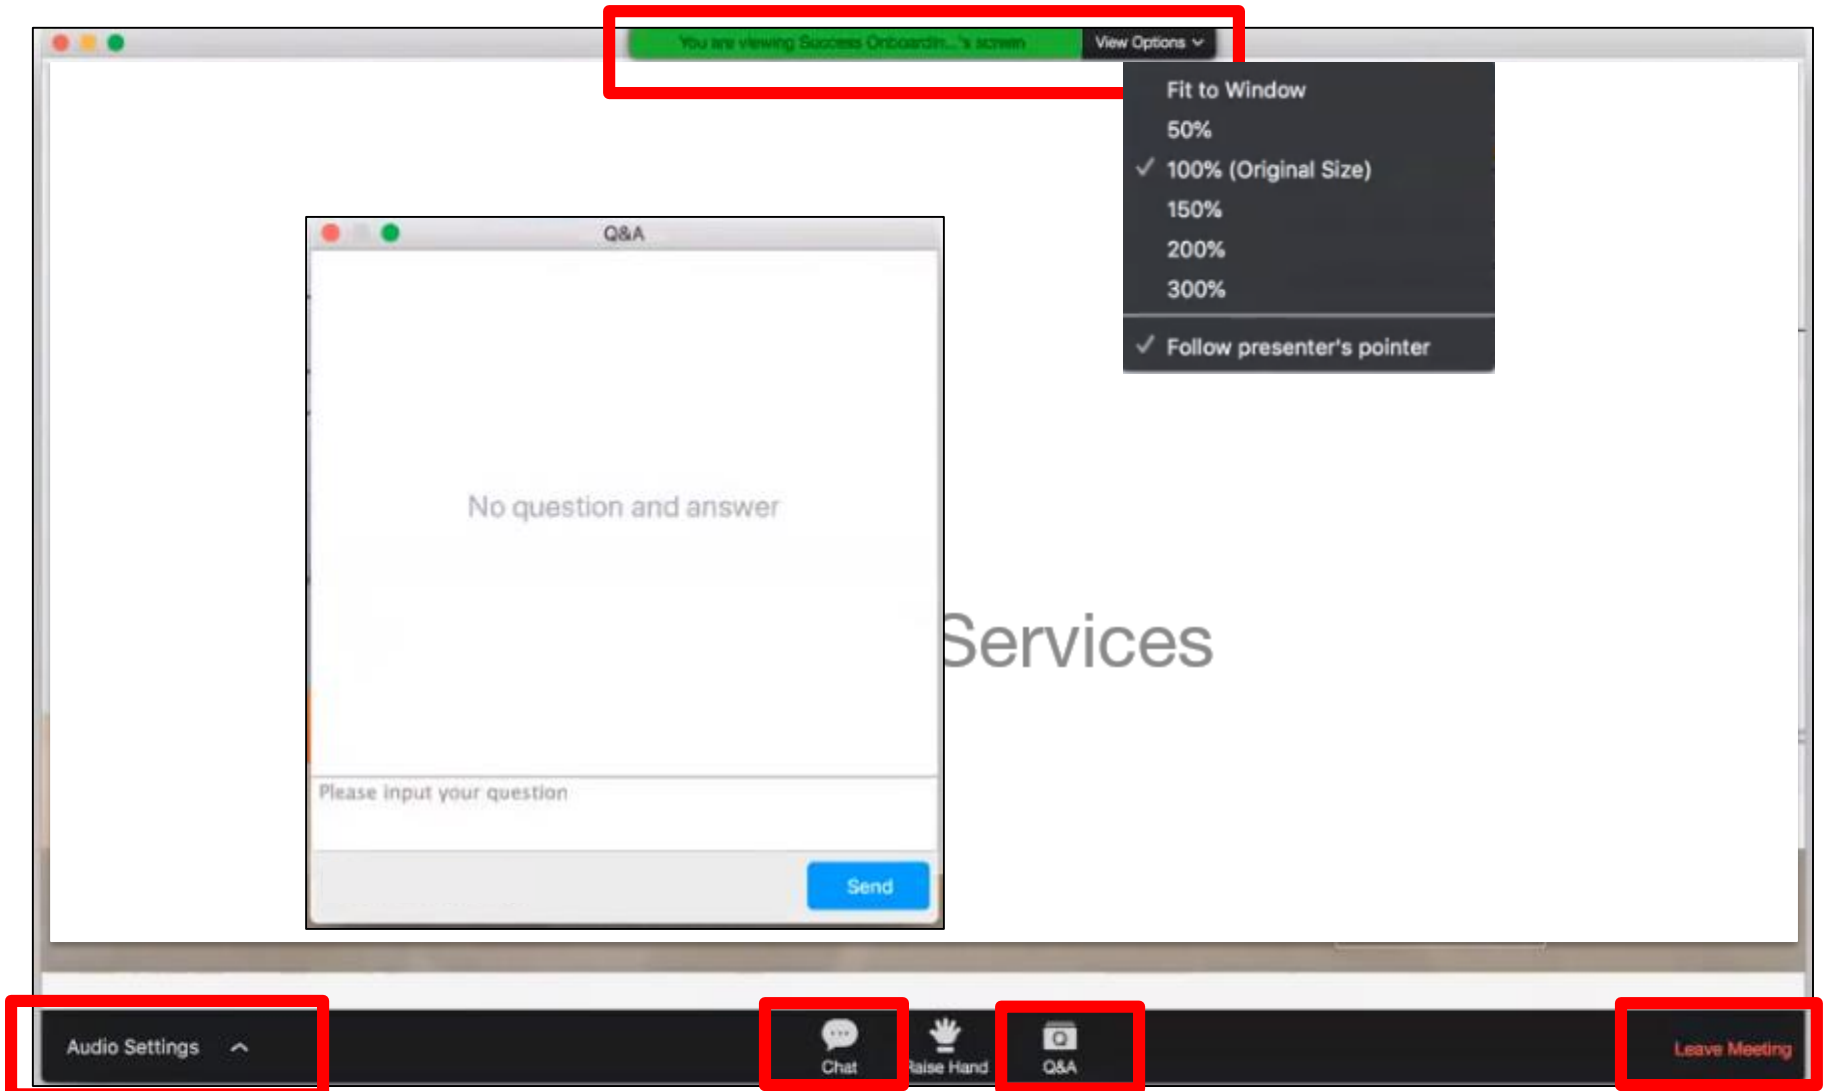 You are viewing Success Onboardin...'s screen
View Options
Fit to Window
50%
100% (Original Size)
150%
200%
300%
Follow presenter's pointer
Q&A
No question and answer
Services
Please input your question
Send
Audio Settings
Chat
Raise Hand
Q&A
Leave Meeting